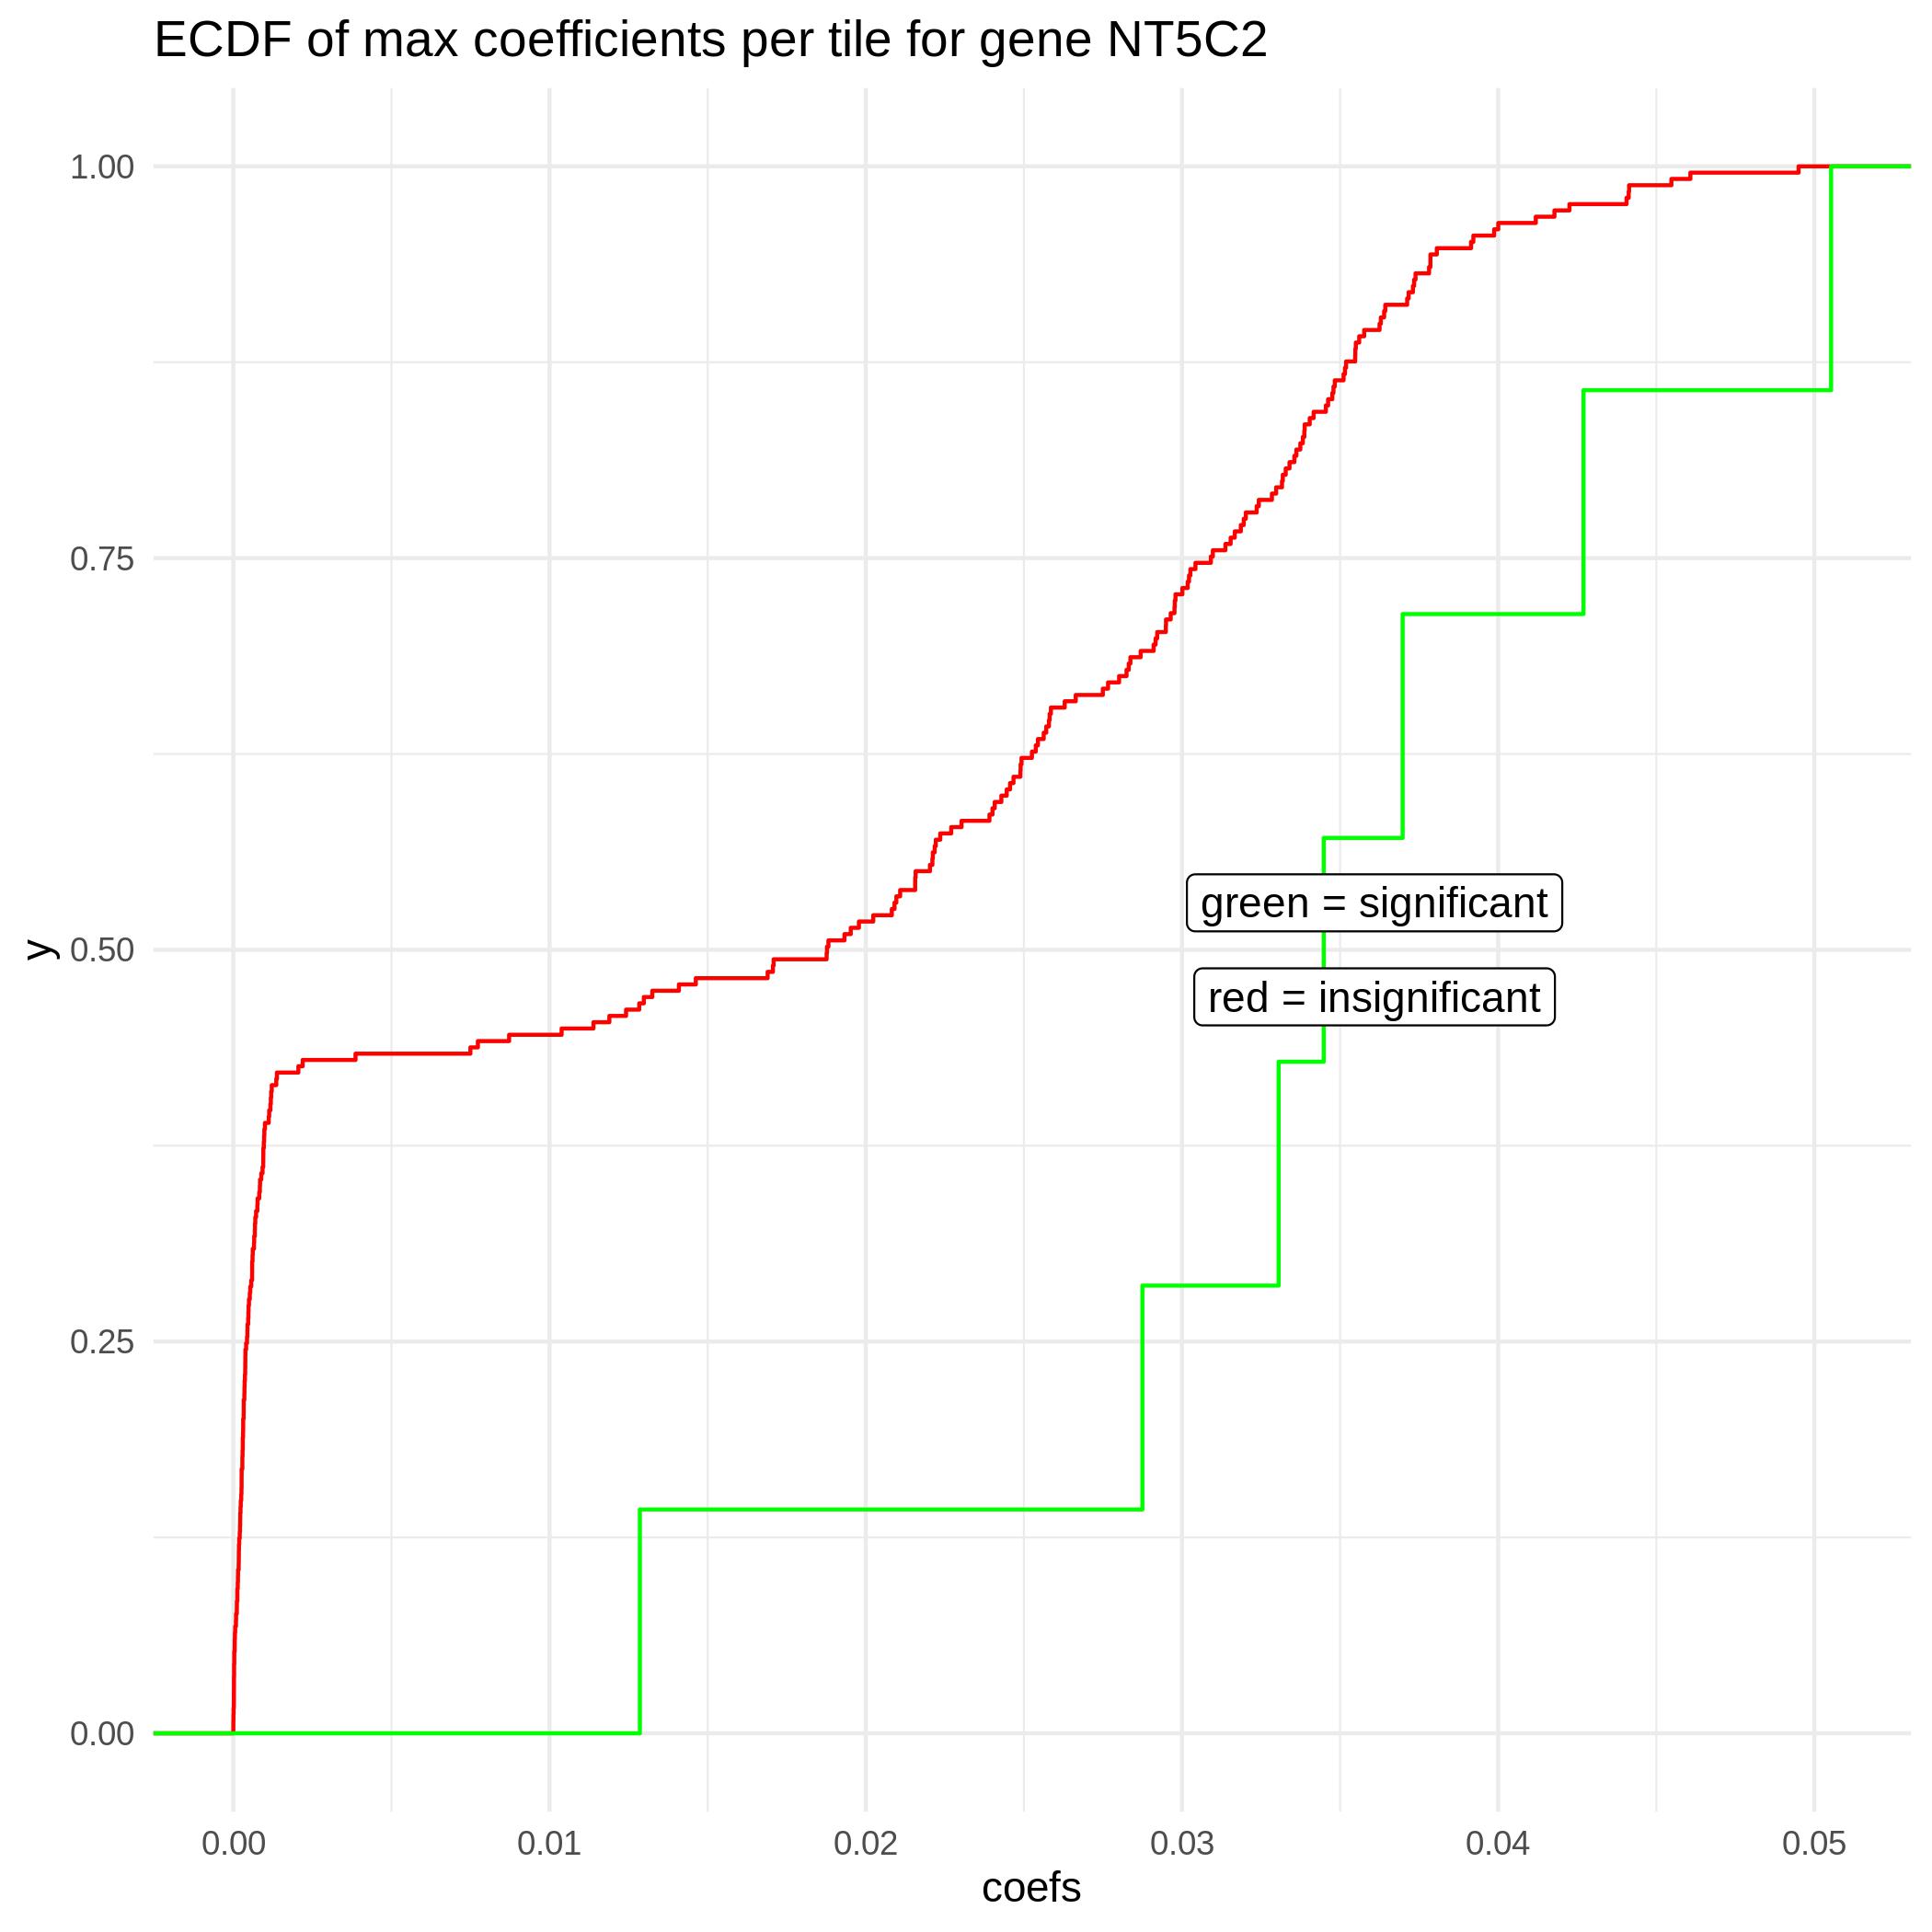 ECDF of max coefficients per tile for gene NT5C2
y
1.00
0.75
0.50
0.25
0.00
green = significant
red = insignificant
0.00 0.01 0.02 0.03 0.04 0.05
coefs